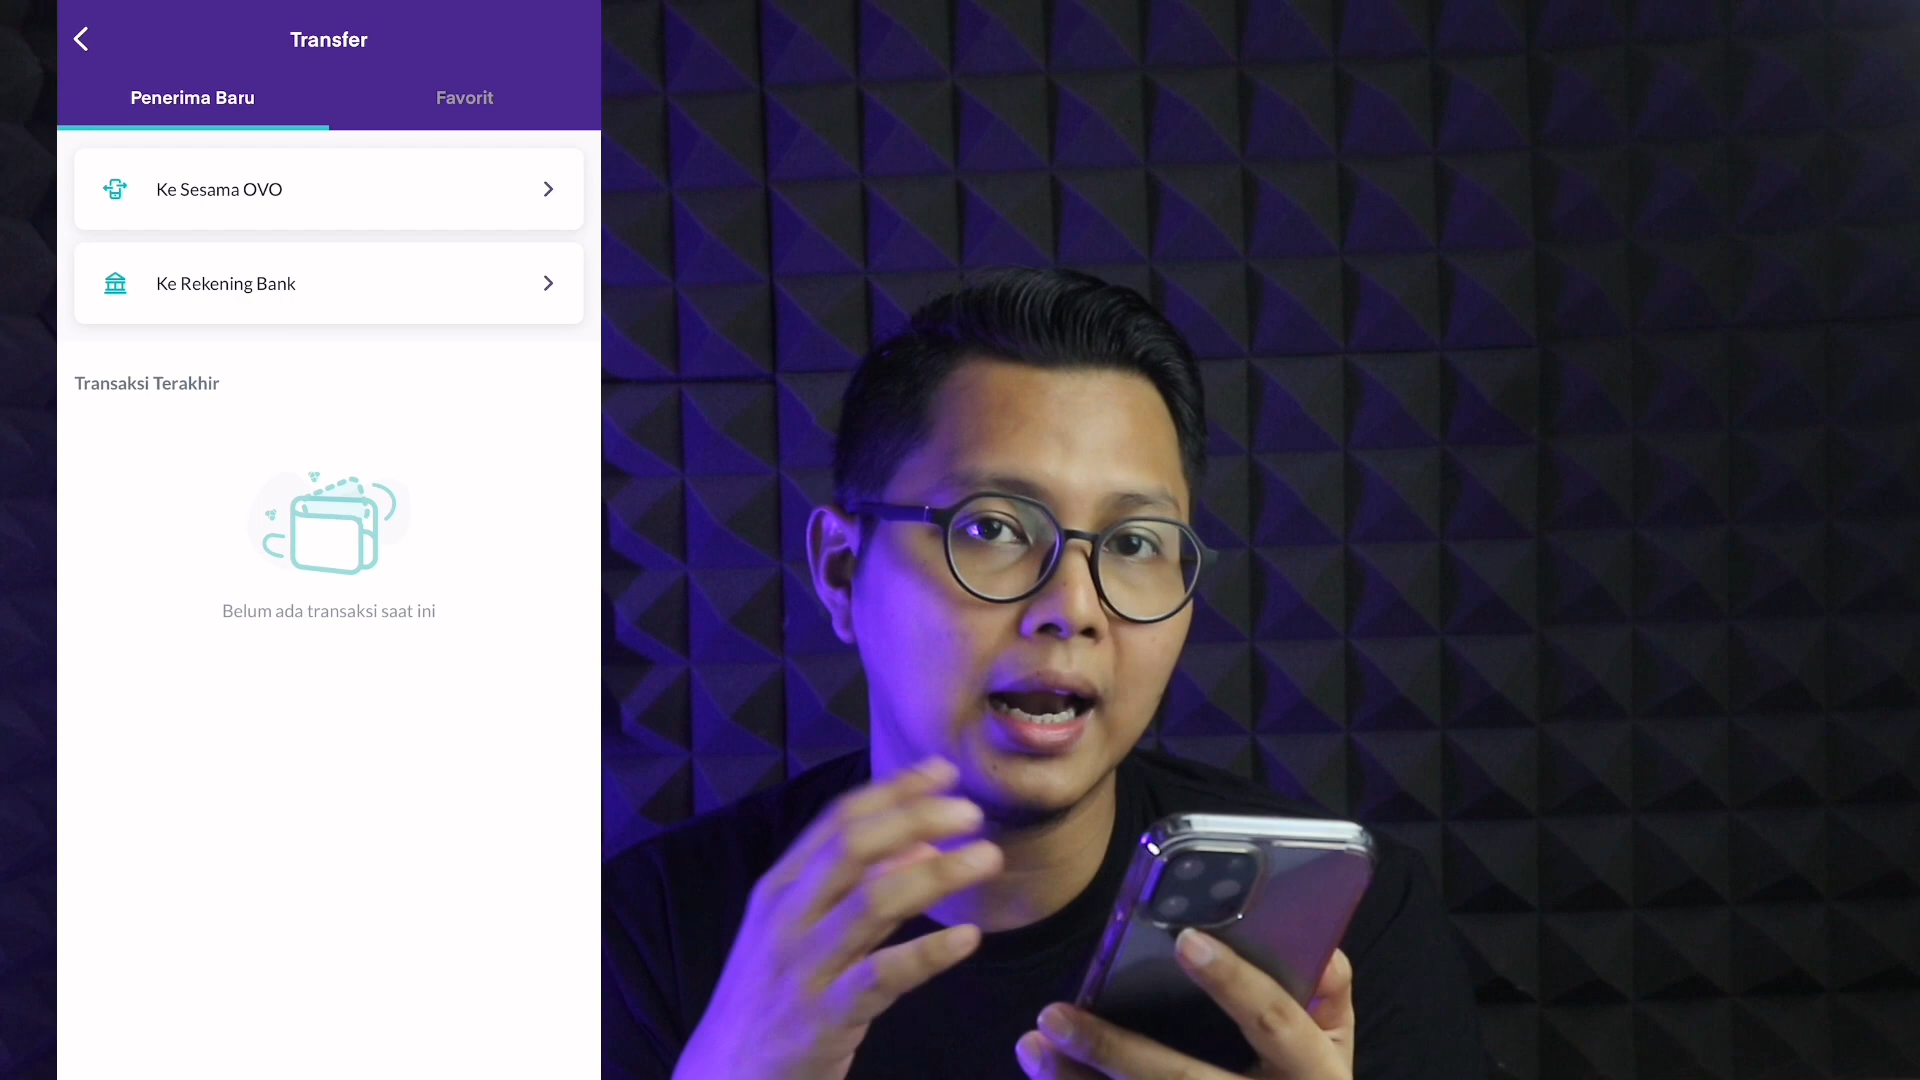 Transfer
Penerima Baru
Favorit
Ke Sesama OVO
Ke Rekening Bank
Transaksi Terakhir
Belum ada transaksi saat ini